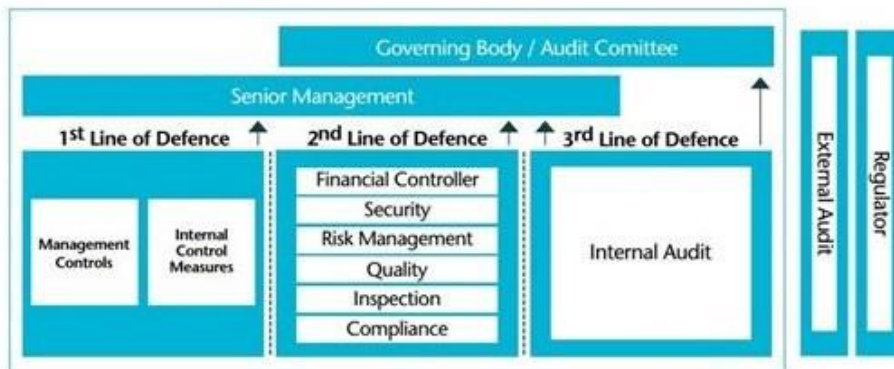 Governing Body / Audit Comittee
Senior Management
1st Line of Defence
2nd Line of Defence
3rd Line of Defence
Management
Controls
Internal
Control
Measures
Financial Controller
Security
Risk Management
Quality
Inspection
Compliance
Internal Audit
External Audit
Regulator